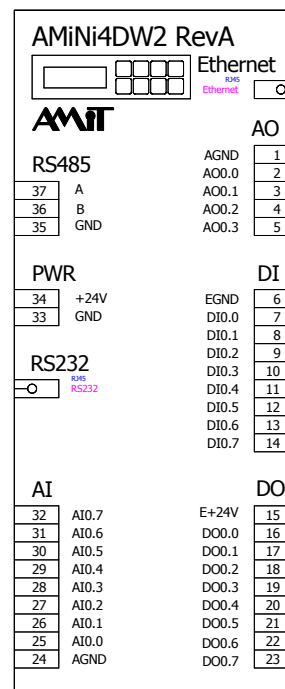 AMiNi4DW2 RevA
Ethernet
RJ45
Ethernet
AMiT
AO
AGND 1
AO0.0 2
AO0.1 3
AO0.2 4
AO0.3 5
RS485
37 A
36 B
35 GND
PWR
34 +24V
33 GND
DI
EGND 6
DI0.0 7
DI0.1 8
DI0.2 9
DI0.3 10
DI0.4 11
DI0.5 12
DI0.6 13
DI0.7 14
RS232
RJ45
RS232
AI
32 AI0.7
31 AI0.6
30 AI0.5
29 AI0.4
28 AI0.3
27 AI0.2
26 AI0.1
25 AI0.0
24 AGND
DO
E+24V 15
DO0.0 16
DO0.1 17
DO0.2 18
DO0.3 19
DO0.4 20
DO0.5 21
DO0.6 22
DO0.7 23